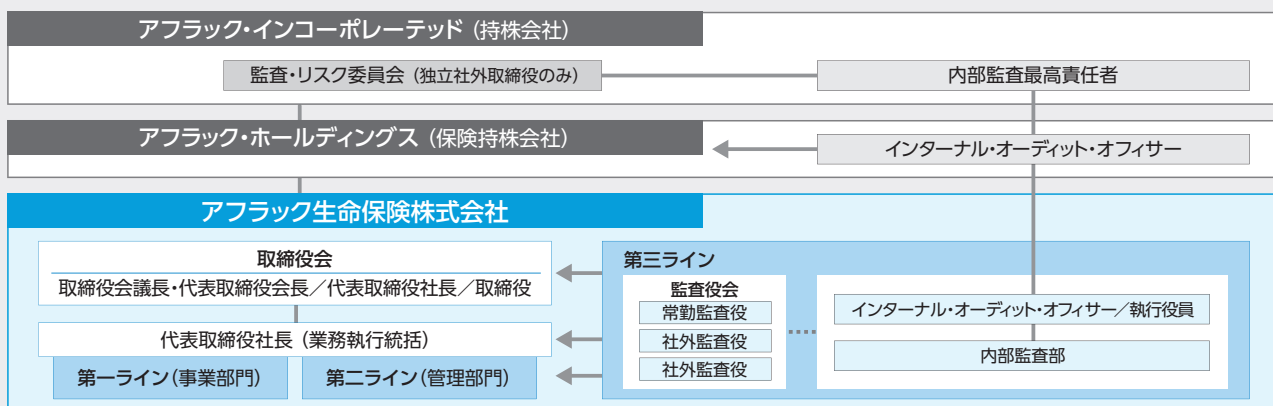 アフラック・インコーポレーテッド（持株会社）
監査・リスク委員会（独立社外取締役のみ）
内部監査最高責任者
アフラック・ホールディングス（保険持株会社）
インターナル・オーディット・オフィサー
アフラック生命保険株式会社
取締役会
取締役会議長・代表取締役会長／代表取締役社長／取締役
代表取締役社長（業務執行統括）
第一ライン（事業部門）
第二ライン（管理部門）
第三ライン
監査役会
常勤監査役
社外監査役
社外監査役
インターナル・オーディット・オフィサー／執行役員
内部監査部